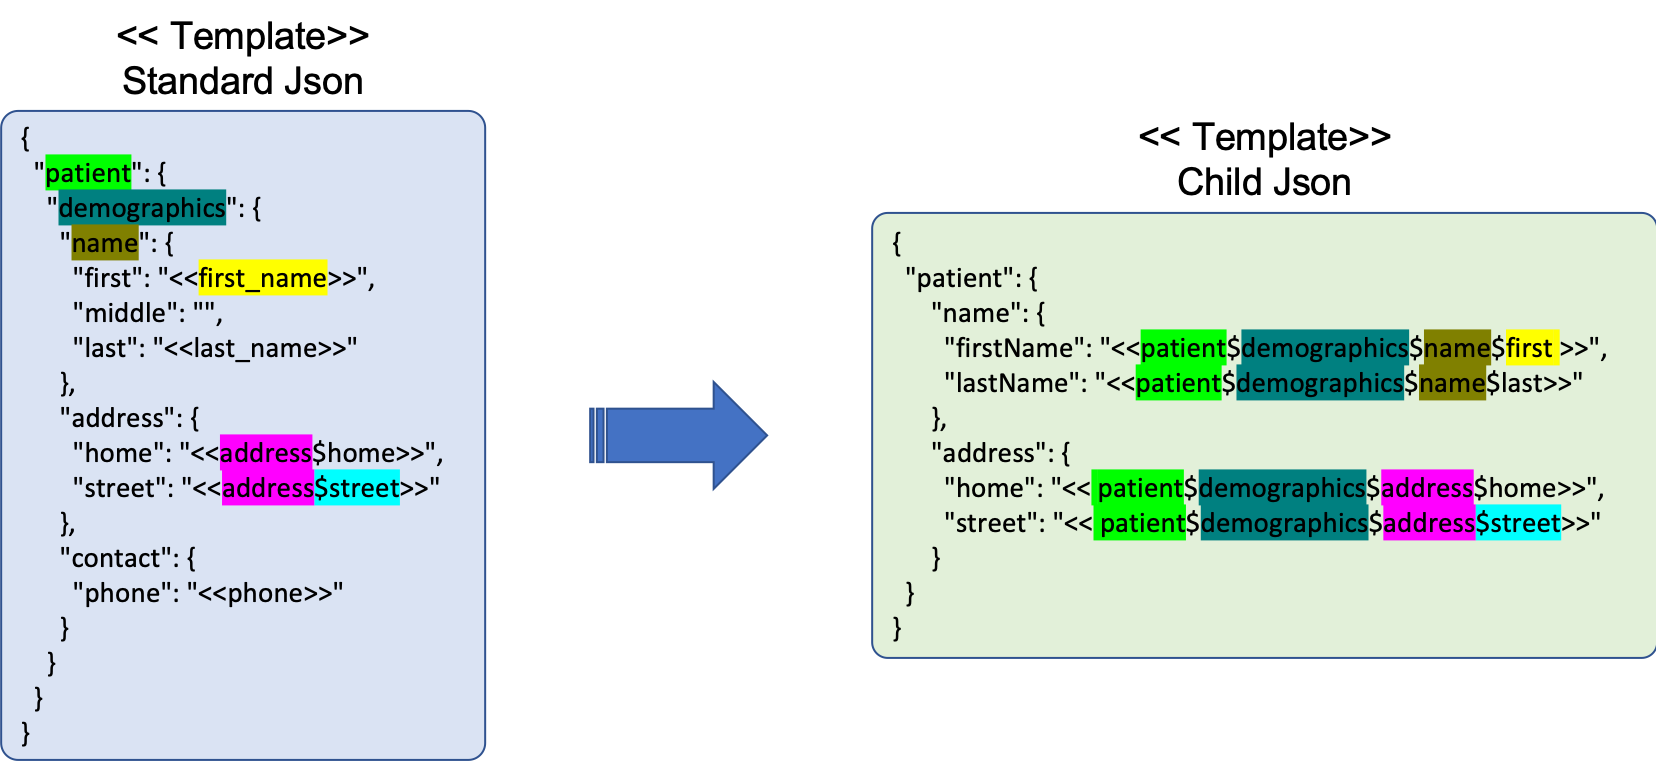 << Template>>
Standard Json
{
"patient": {
"demographics": {
"name": {
"first": "<<first_name>>",
"middle": "",
"last": "<<last_name>>"
},
"address": {
"home": "<<address$home>>",
"street": "<<address$street>>"
},
"contact": {
"phone": "<<phone>>"
}
}
}
}
<< Template>>
Child Json
{
"patient": {
"name": {
"firstName": "<<patient$demographics$name$first >>",
"lastName": "<<patient$demographics$name$last>>"
},
"address": {
"home": "<< patient$demographics$address$home>>",
"street": "<< patient$demographics$address$street>>"
}
}
}